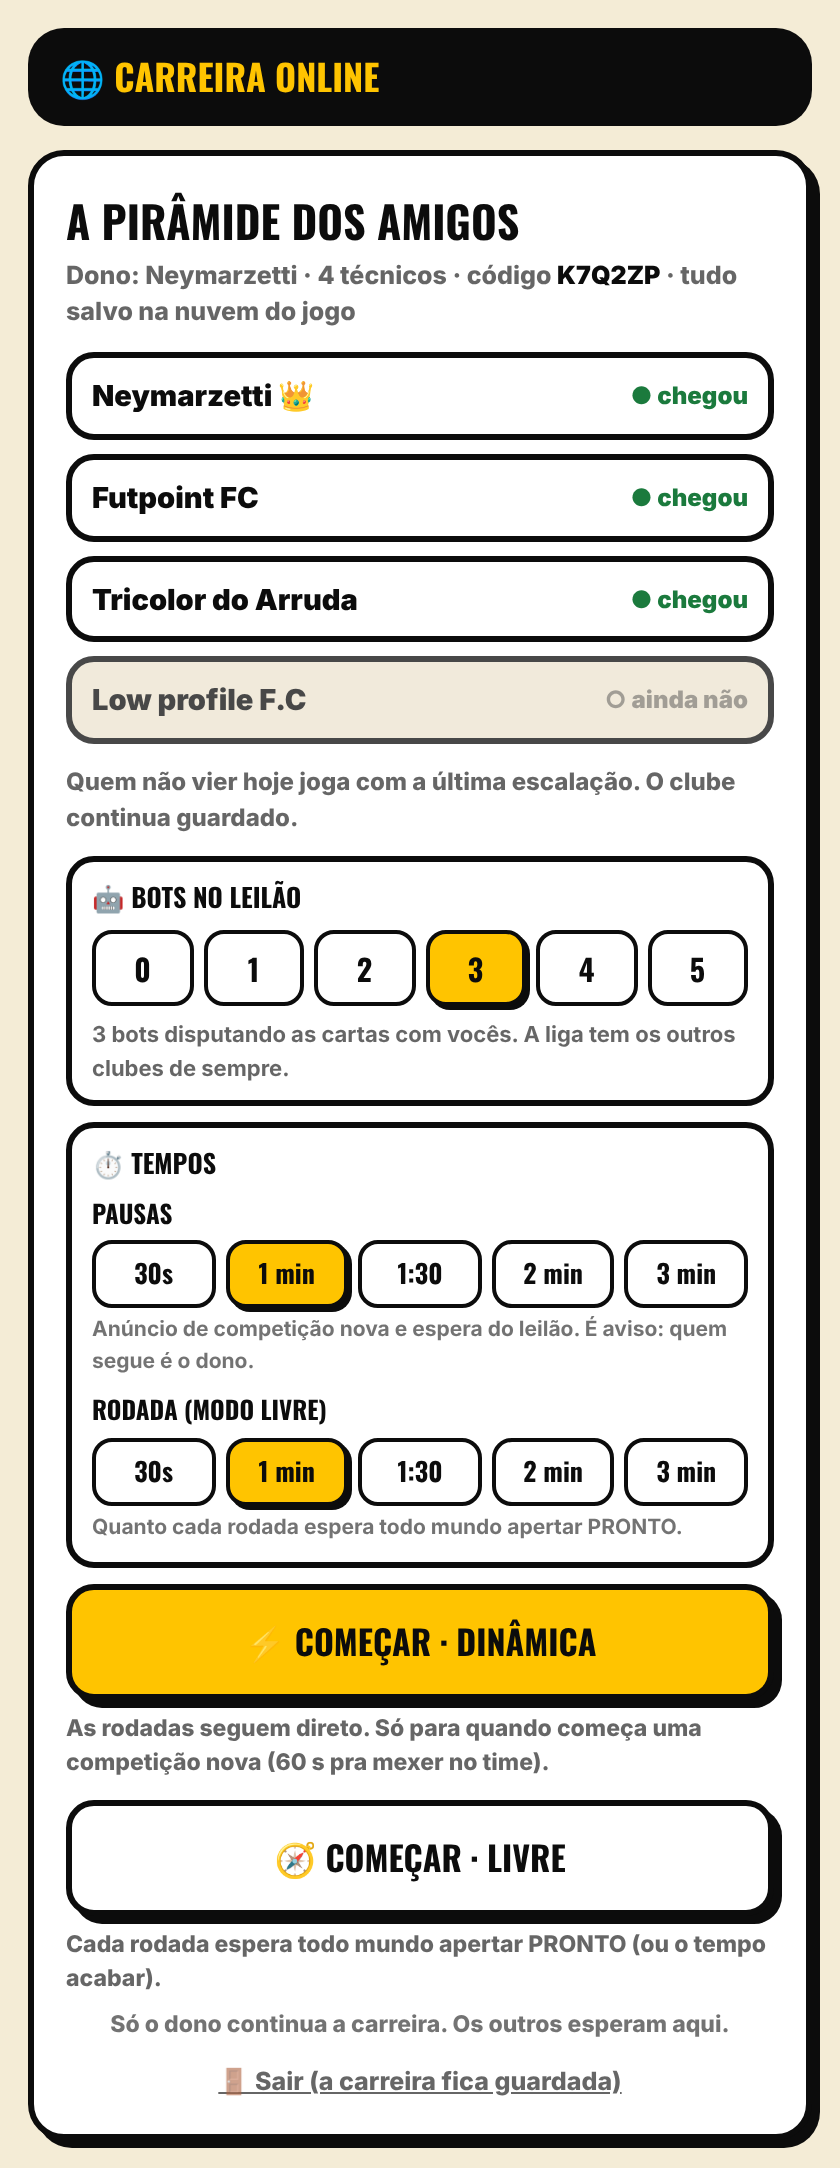 🌐 CARREIRA ONLINE
A PIRÂMIDE DOS AMIGOS
Dono: Neymarzetti · 4 técnicos · código K7Q2ZP · tudo
salvo na nuvem do jogo
Neymarzetti 👑 ● chegou
Futpoint FC ● chegou
Tricolor do Arruda ● chegou
Low profile F.C ○ ainda não
Quem não vier hoje joga com a última escalação. O clube
continua guardado.
🤖 BOTS NO LEILÃO
0 1 2 3 4 5
3 bots disputando as cartas com vocês. A liga tem os outros
clubes de sempre.
⏱️ TEMPOS
PAUSAS
30s 1 min 1:30 2 min 3 min
Anúncio de competição nova e espera do leilão. É aviso: quem
segue é o dono.
RODADA (MODO LIVRE)
30s 1 min 1:30 2 min 3 min
Quanto cada rodada espera todo mundo apertar PRONTO.
⚡ COMEÇAR · DINÂMICA
As rodadas seguem direto. Só para quando começa uma
competição nova (60 s pra mexer no time).
🧭 COMEÇAR · LIVRE
Cada rodada espera todo mundo apertar PRONTO (ou o tempo
acabar).
Só o dono continua a carreira. Os outros esperam aqui.
🚪 Sair (a carreira fica guardada)